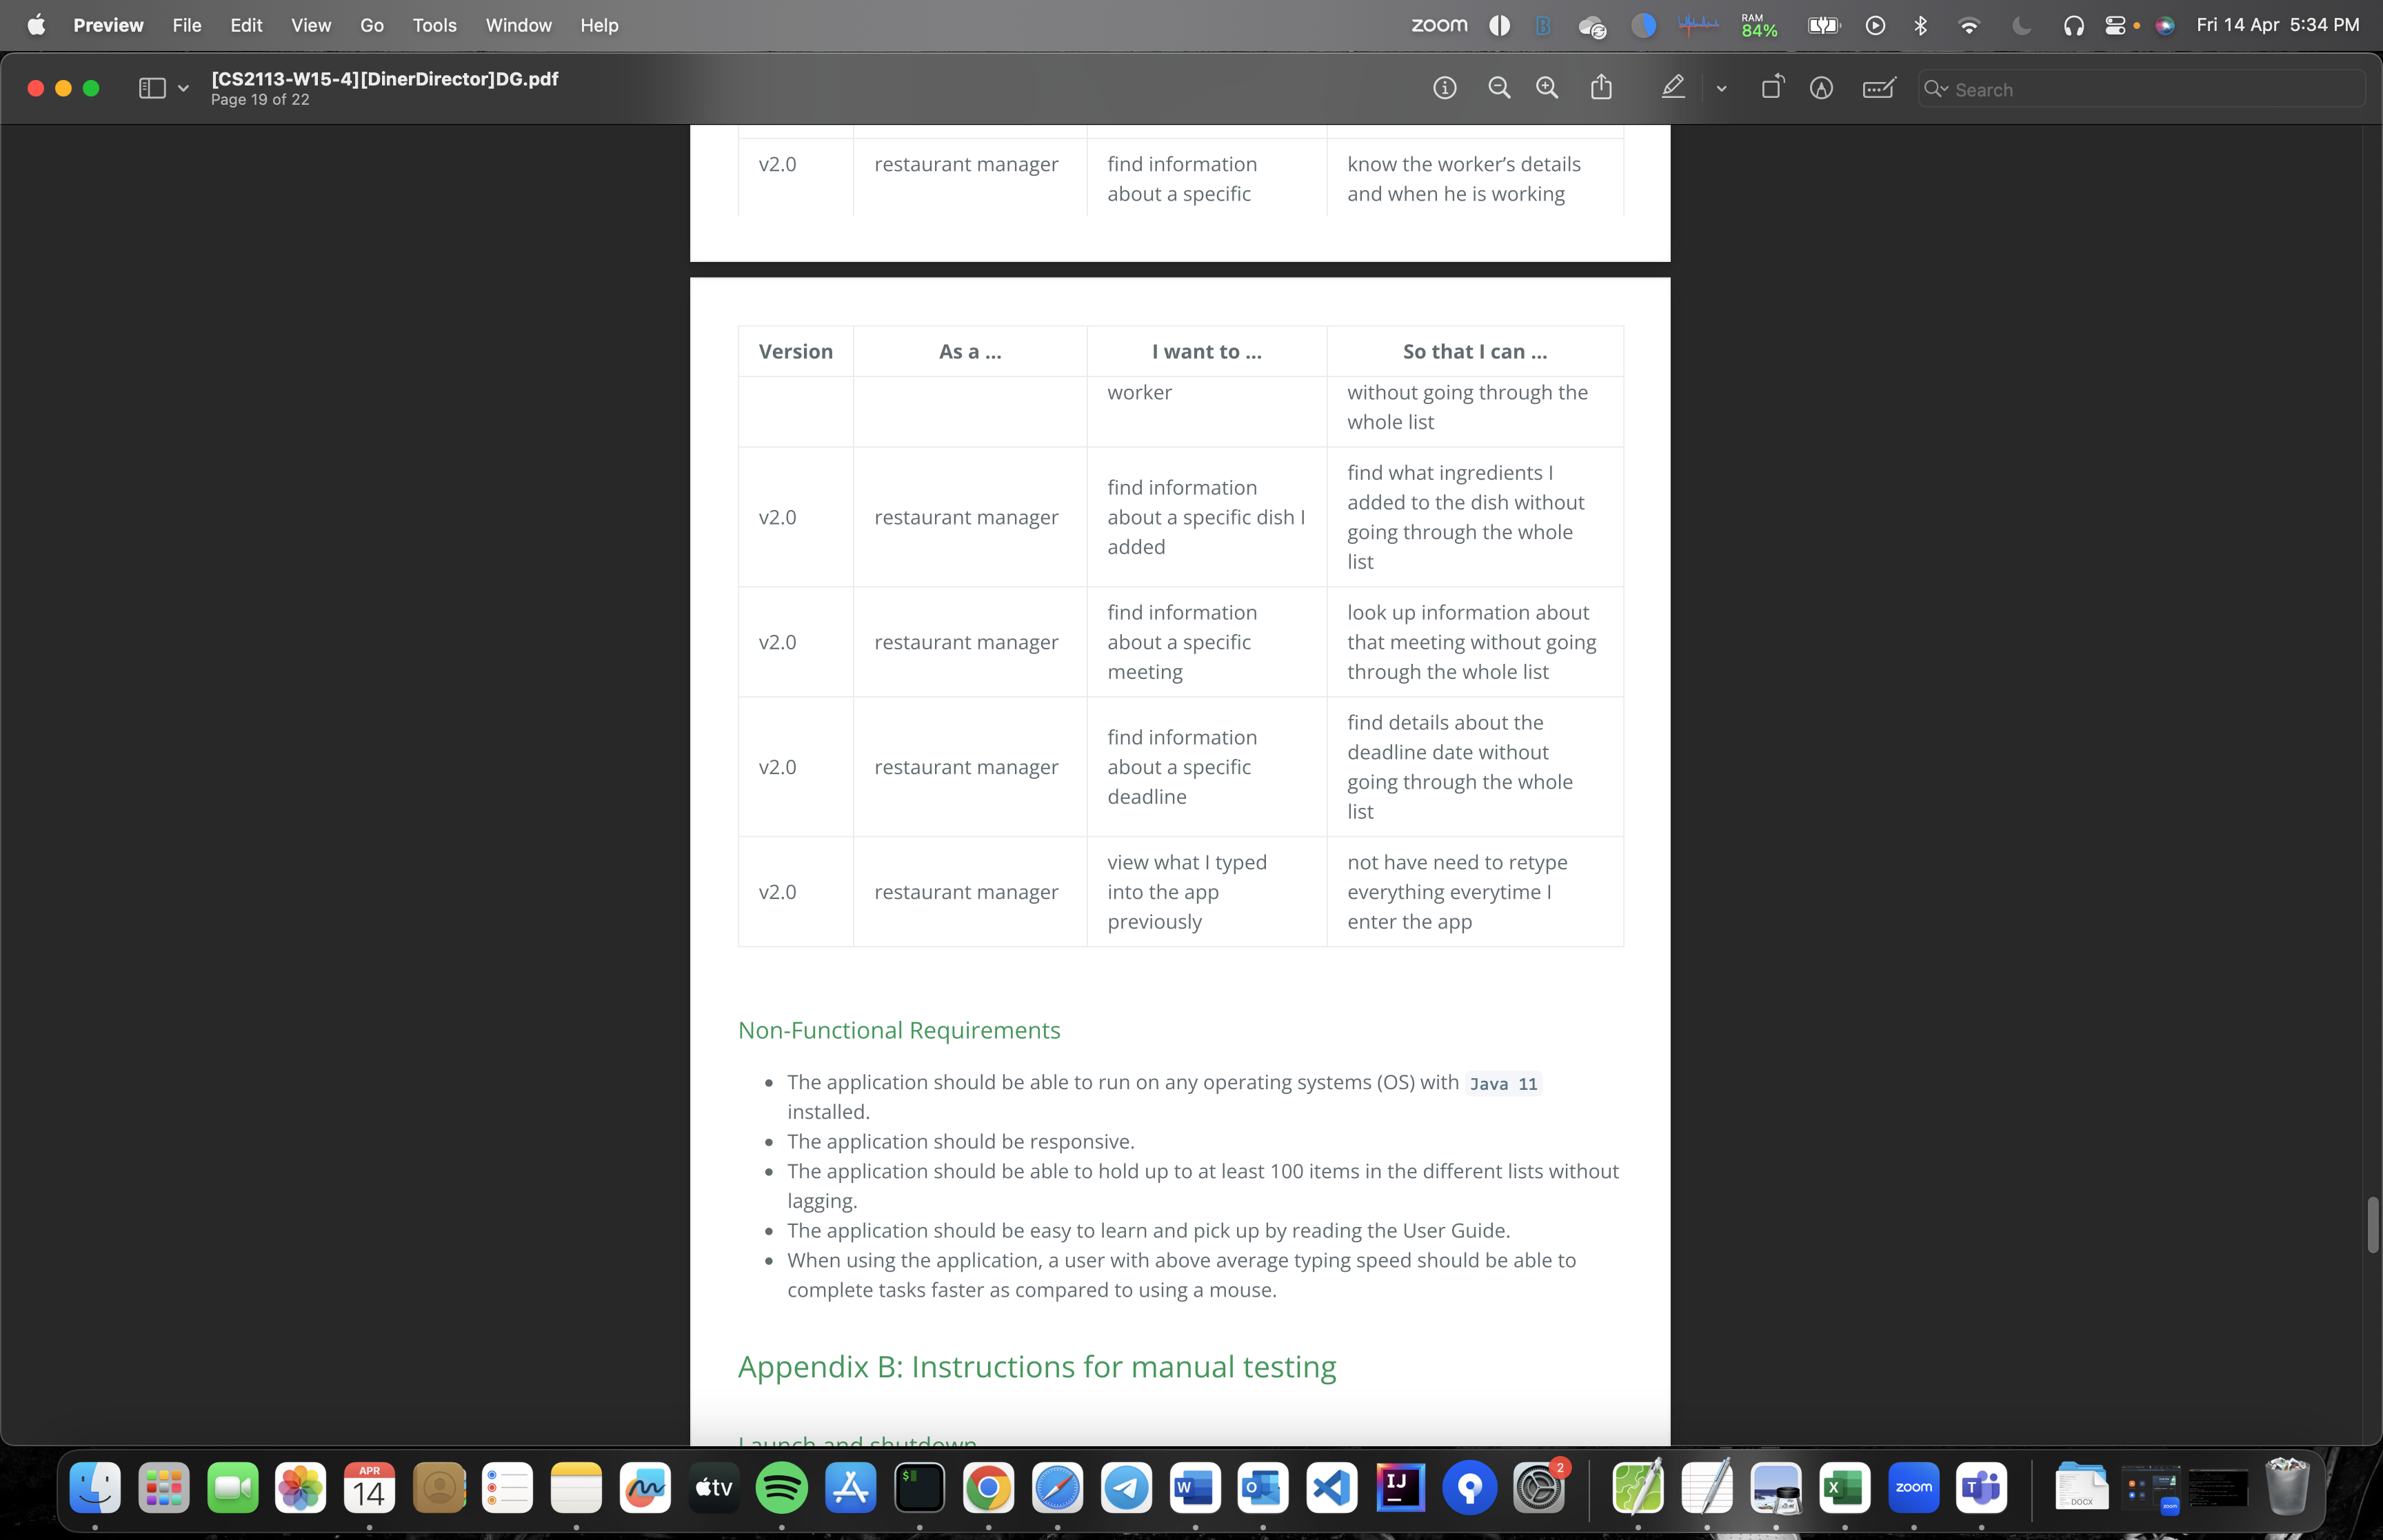 Preview File Edit View Go Tools Window Help
zoom RAM 84% Fri 14 Apr 5:34 PM
[CS2113-W15-4][DinerDirector]DG.pdf
Page 19 of 22
Search
v2.0 restaurant manager find information know the worker’s details
about a specific and when he is working
Version As a ... I want to ... So that I can ...
worker without going through the
whole list
find what ingredients I
find information added to the dish without
v2.0 restaurant manager about a specific dish I going through the whole
added list
find information look up information about
v2.0 restaurant manager about a specific that meeting without going
meeting through the whole list
find details about the
find information deadline date without
v2.0 restaurant manager about a specific going through the whole
deadline list
view what I typed not have need to retype
v2.0 restaurant manager into the app everything everytime I
previously enter the app
Non-Functional Requirements
• The application should be able to run on any operating systems (OS) with Java 11
installed.
• The application should be responsive.
• The application should be able to hold up to at least 100 items in the different lists without
lagging.
• The application should be easy to learn and pick up by reading the User Guide.
• When using the application, a user with above average typing speed should be able to
complete tasks faster as compared to using a mouse.
Appendix B: Instructions for manual testing
Launch and shutdown
APR 14 tv $ W O IJ 2 X zoom T DOCX